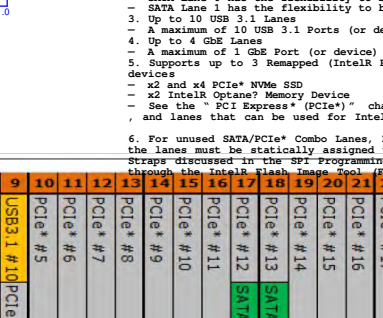 .0
— SATA Lane 1 has the flexibility to b
3. Up to 10 USB 3.1 Lanes
— A maximum of 10 USB 3.1 Ports (or de
4. Up to 4 GbE Lanes
— A maximum of 1 GbE Port (or device)
5. Supports up to 3 Remapped (IntelR R
devices
— x2 and x4 PCIe* NVMe SSD
— x2 IntelR Optane? Memory Device
— See the “ PCI Express* (PCIe*)” cha
, and lanes that can be used for Intel
6. For unused SATA/PCIe* Combo Lanes,
the lanes must be statically assigned
Straps discussed in the SPI Programmin
through the IntelR Flash Image Tool (F
9 10 11 12 13 14 15 16 17 18 19 20 21
USB3.1 #10
PCIe
PCIe* #5
PCIe* #6
PCIe* #7
PCIe* #8
PCIe* #9
PCIe* #10
PCIe* #11
PCIe* #12
SATA
PCIe* #13
SATA
PCIe* #14
PCIe* #15
PCIe* #16